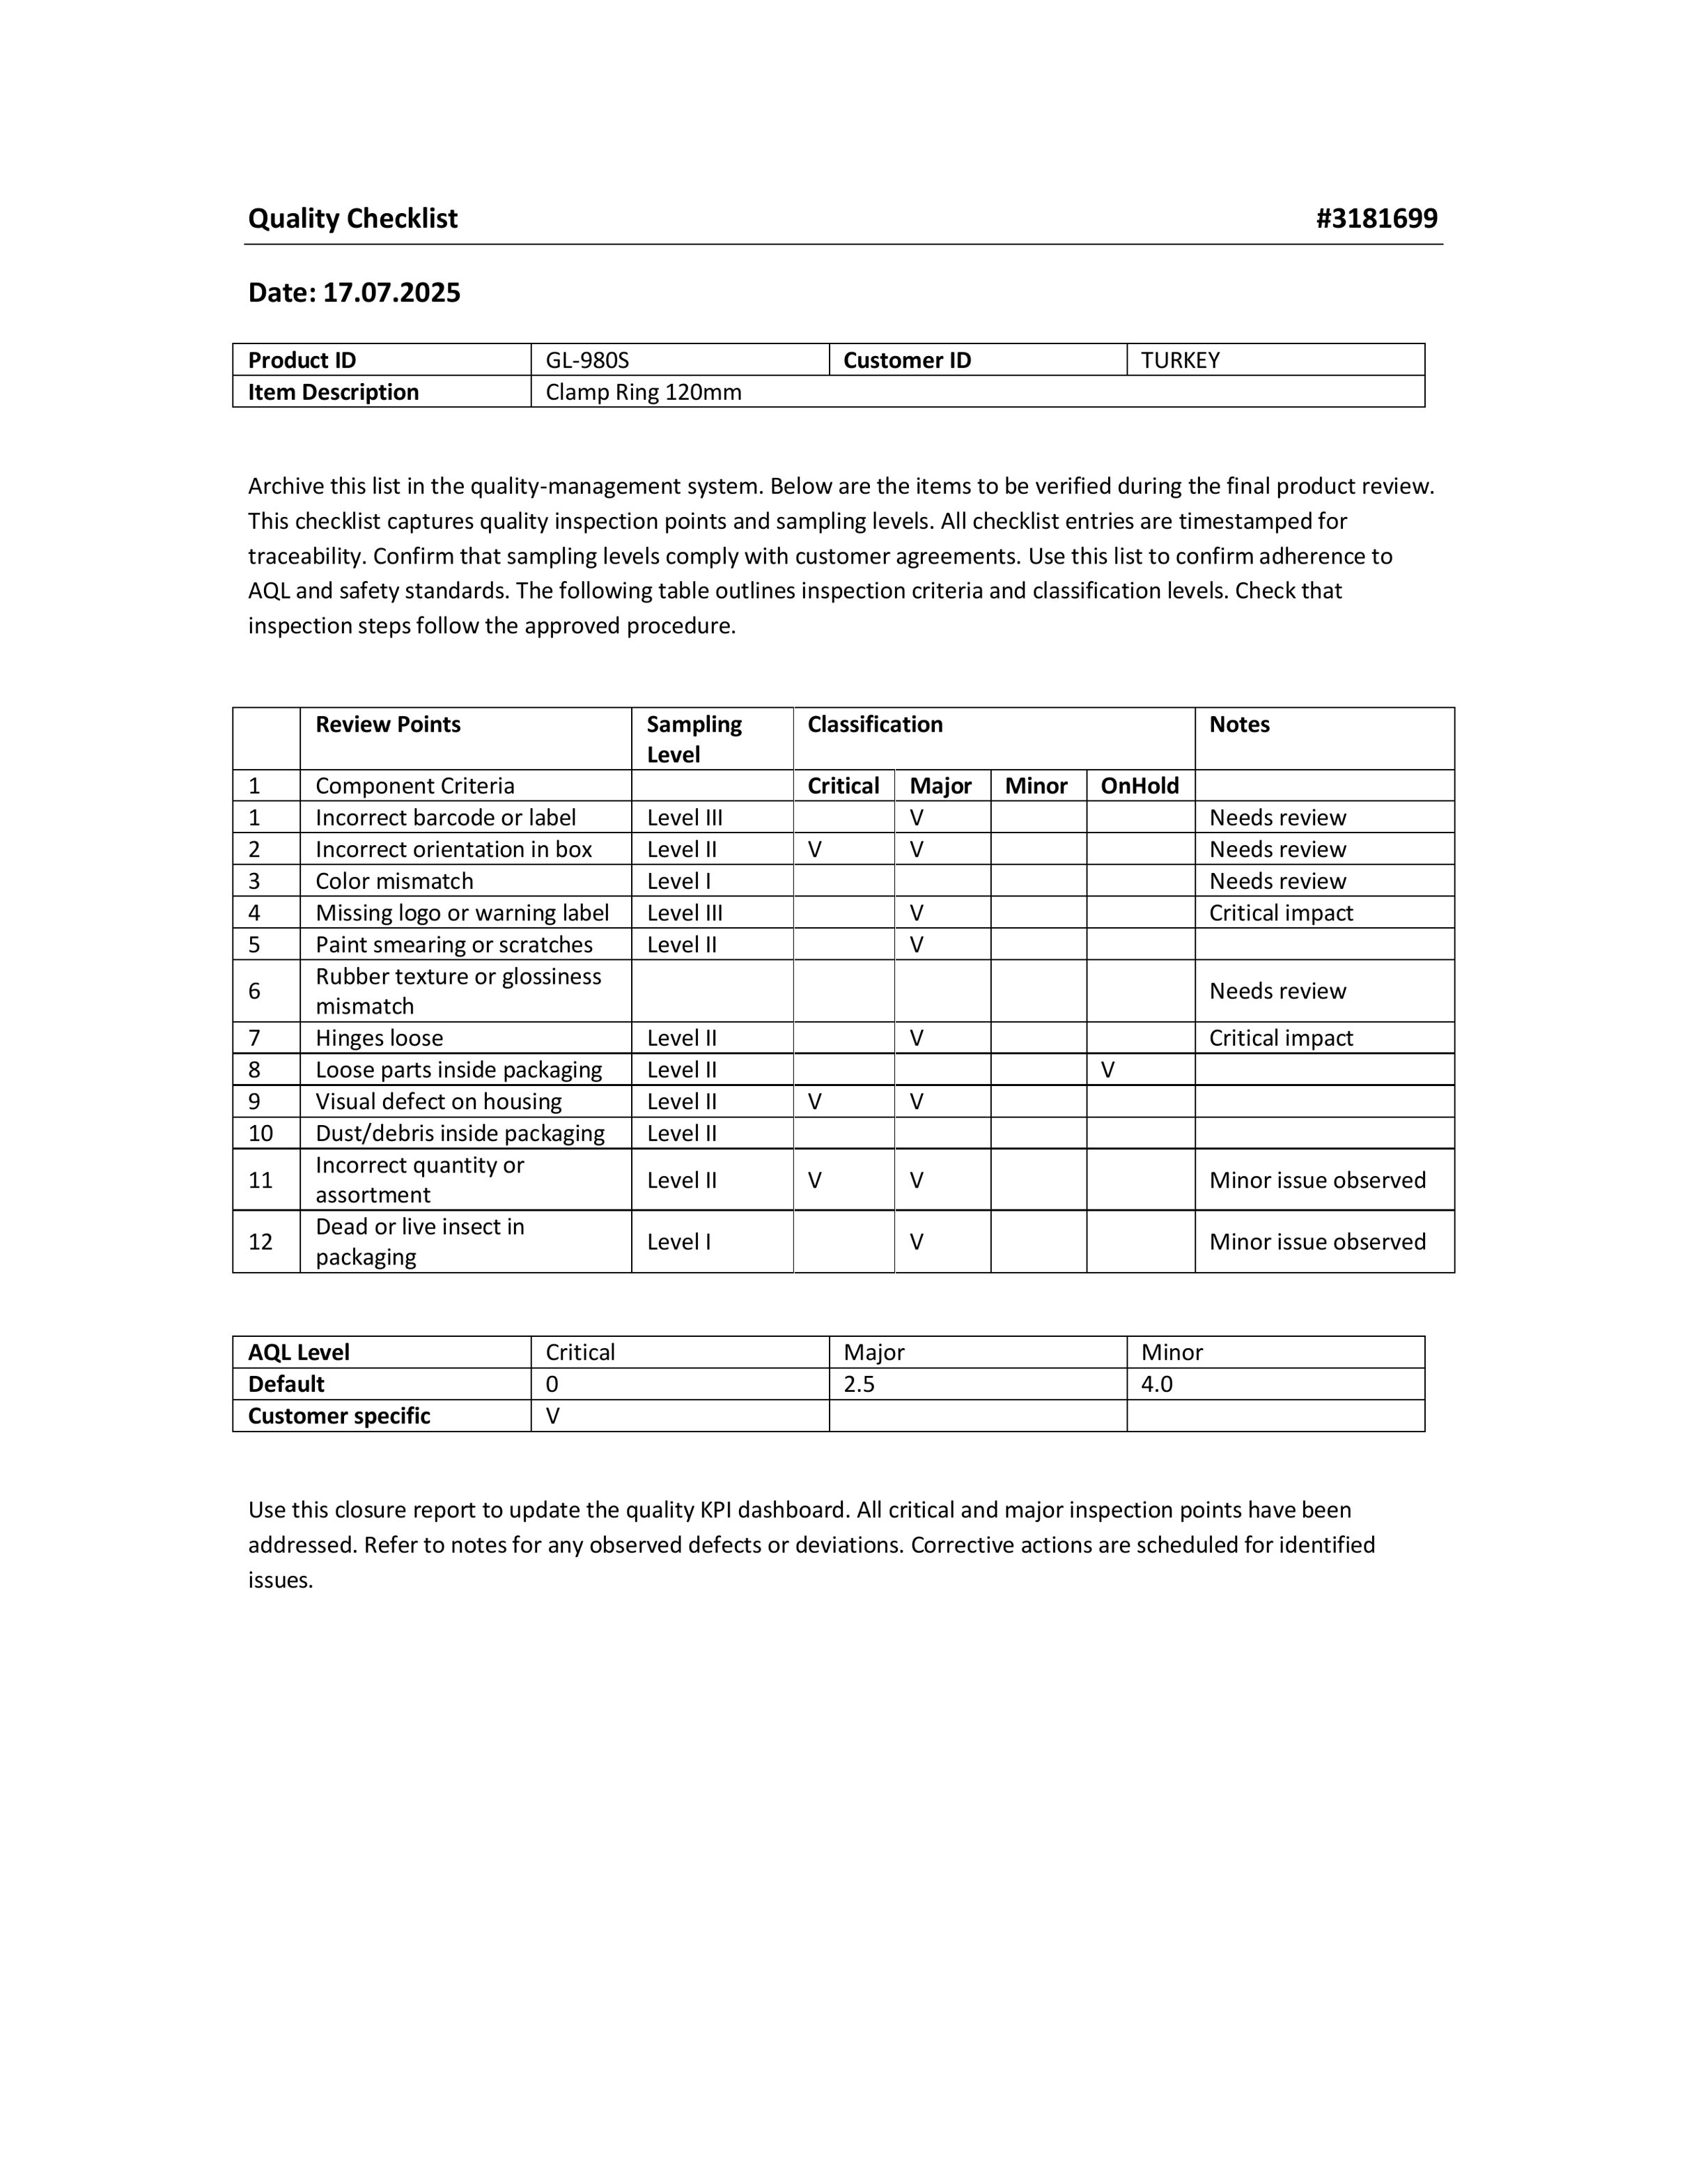 Quality Checklist #3181699
Date: 17.07.2025
Product ID GL-980S Customer ID TURKEY
Item Description Clamp Ring 120mm
Archive this list in the quality-management system. Below are the items to be verified during the final product review.
This checklist captures quality inspection points and sampling levels. All checklist entries are timestamped for
traceability. Confirm that sampling levels comply with customer agreements. Use this list to confirm adherence to
AQL and safety standards. The following table outlines inspection criteria and classification levels. Check that
inspection steps follow the approved procedure.
Review Points Sampling Level Classification Notes
1 Component Criteria Critical Major Minor OnHold
1 Incorrect barcode or label Level III V Needs review
2 Incorrect orientation in box Level II V V Needs review
3 Color mismatch Level I Needs review
4 Missing logo or warning label Level III V Critical impact
5 Paint smearing or scratches Level II V
6 Rubber texture or glossiness mismatch Needs review
7 Hinges loose Level II V Critical impact
8 Loose parts inside packaging Level II V
9 Visual defect on housing Level II V V
10 Dust/debris inside packaging Level II
11 Incorrect quantity or assortment Level II V V Minor issue observed
12 Dead or live insect in packaging Level I V Minor issue observed
AQL Level Critical Major Minor
Default 0 2.5 4.0
Customer specific V
Use this closure report to update the quality KPI dashboard. All critical and major inspection points have been
addressed. Refer to notes for any observed defects or deviations. Corrective actions are scheduled for identified
issues.